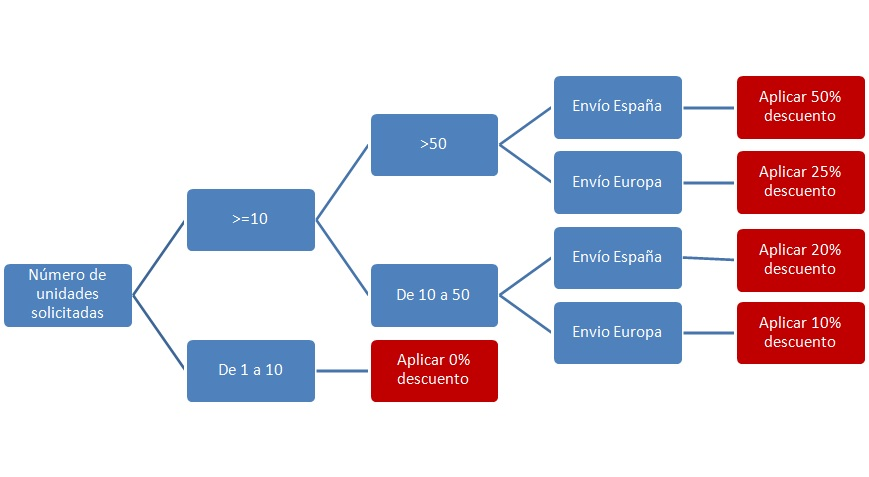 Número de
unidades
solicitadas
>=10
De 1 a 10
>50
De 10 a 50
Aplicar 0%
descuento
Envío España
Envío Europa
Envío España
Envio Europa
Aplicar 50%
descuento
Aplicar 25%
descuento
Aplicar 20%
descuento
Aplicar 10%
descuento